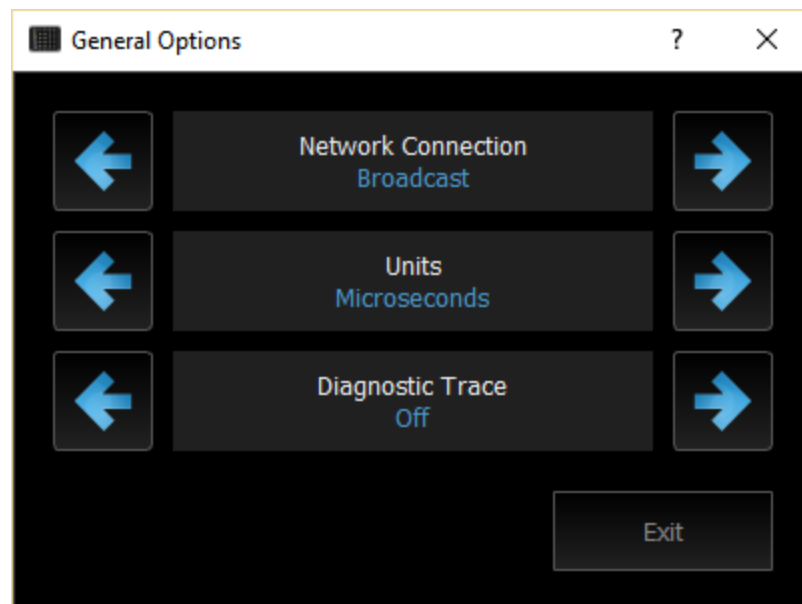 General Options
?
Network Connection
Broadcast
Units
Microseconds
Diagnostic Trace
Off
Exit